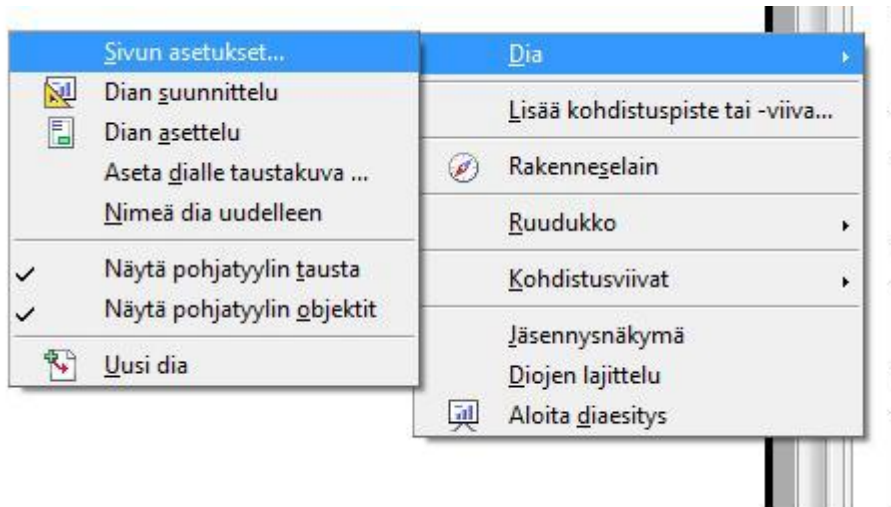 Sivun asetukset...
Dian suunnittelu
Dian asettelu
Aseta dialle taustakuva ...
Nimeä dia uudelleen
Näytä pohjatyylin tausta
Näytä pohjatyylin objektit
Uusi dia
Dia
Lisää kohdistuspiste tai -viiva...
Rakenneselain
Ruudukko
Kohdistusviivat
Jäsennysnäkymä
Diojen lajittelu
Aloita diaesitys